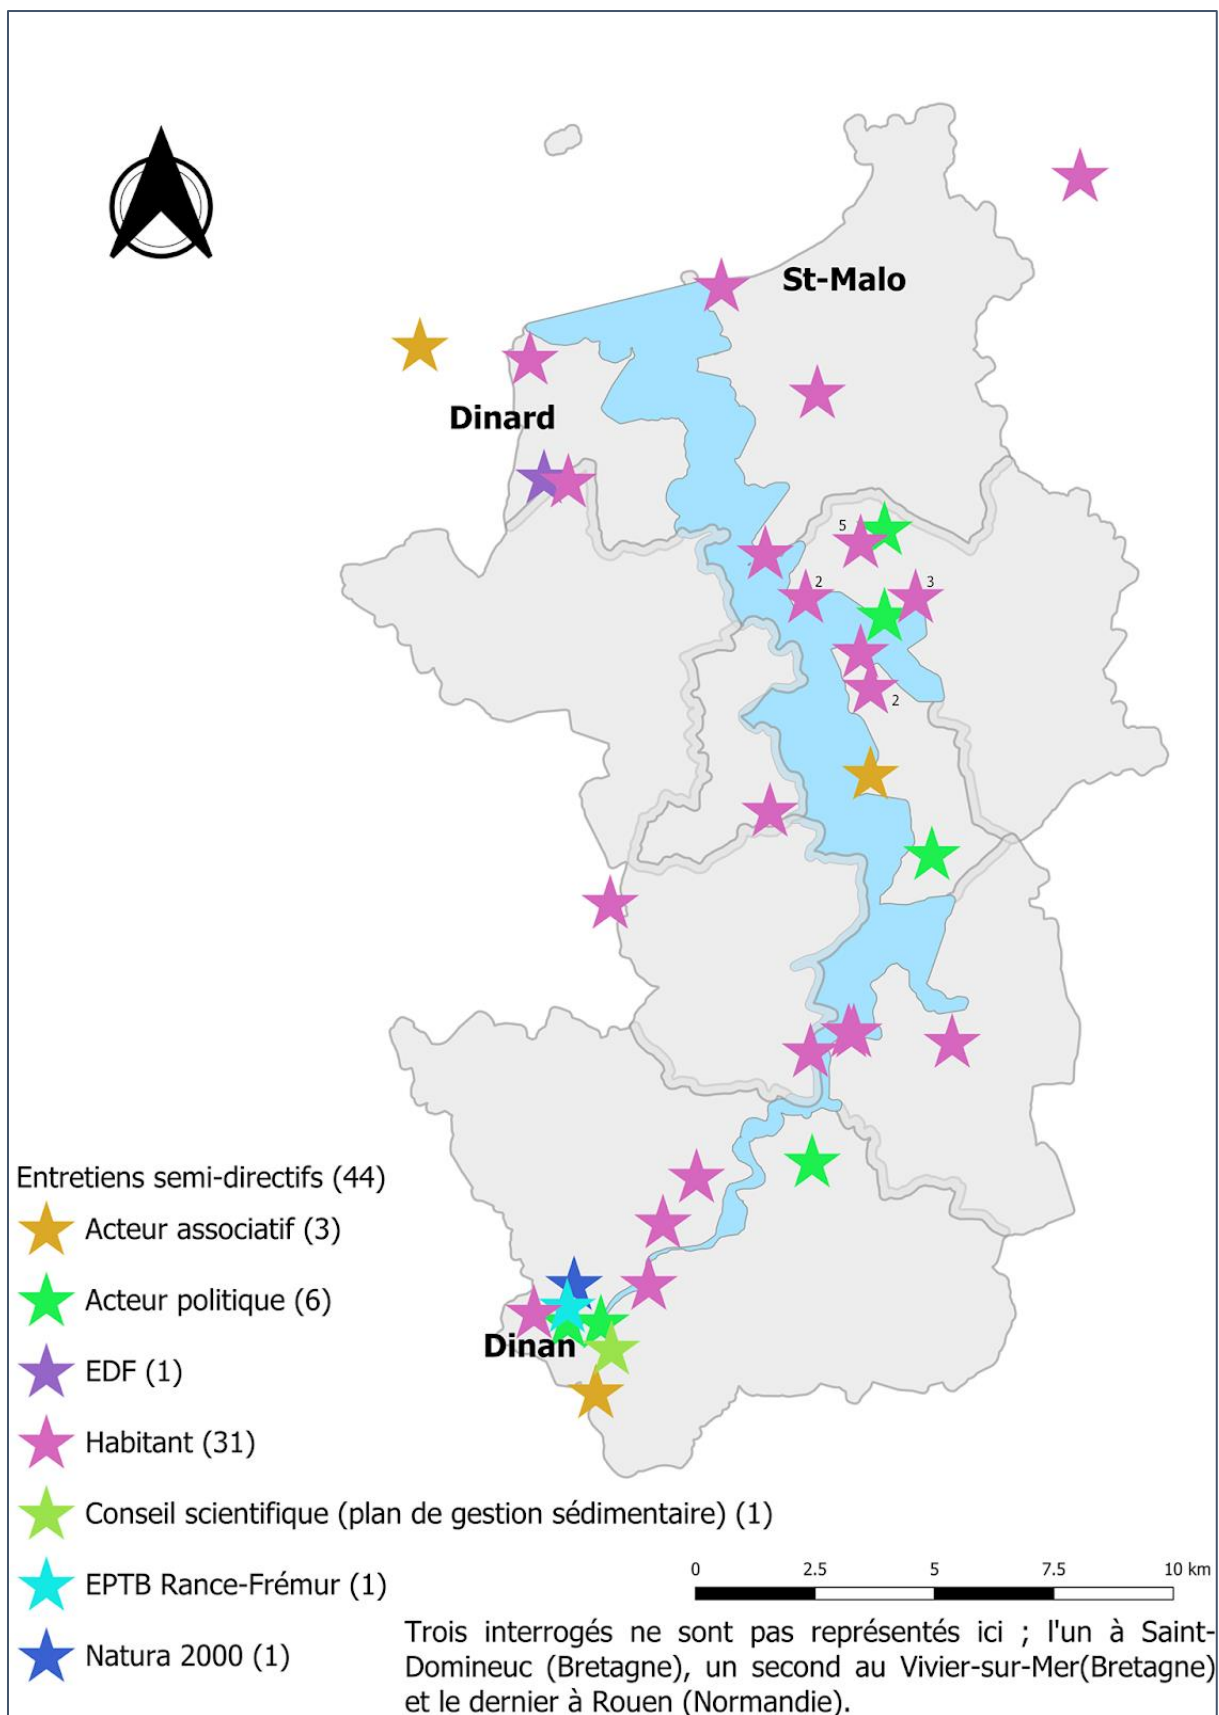 St-Malo
Dinard
5
2
3
2
Dinan
Entretiens semi-directifs (44)
Acteur associatif (3)
Acteur politique (6)
EDF (1)
Habitant (31)
Conseil scientifique (plan de gestion sédimentaire) (1)
EPTB Rance-Frémur (1)
Natura 2000 (1)
0 2.5 5 7.5 10 km
Trois interrogés ne sont pas représentés ici ; l'un à Saint-
Domineuc (Bretagne), un second au Vivier-sur-Mer(Bretagne)
et le dernier à Rouen (Normandie).